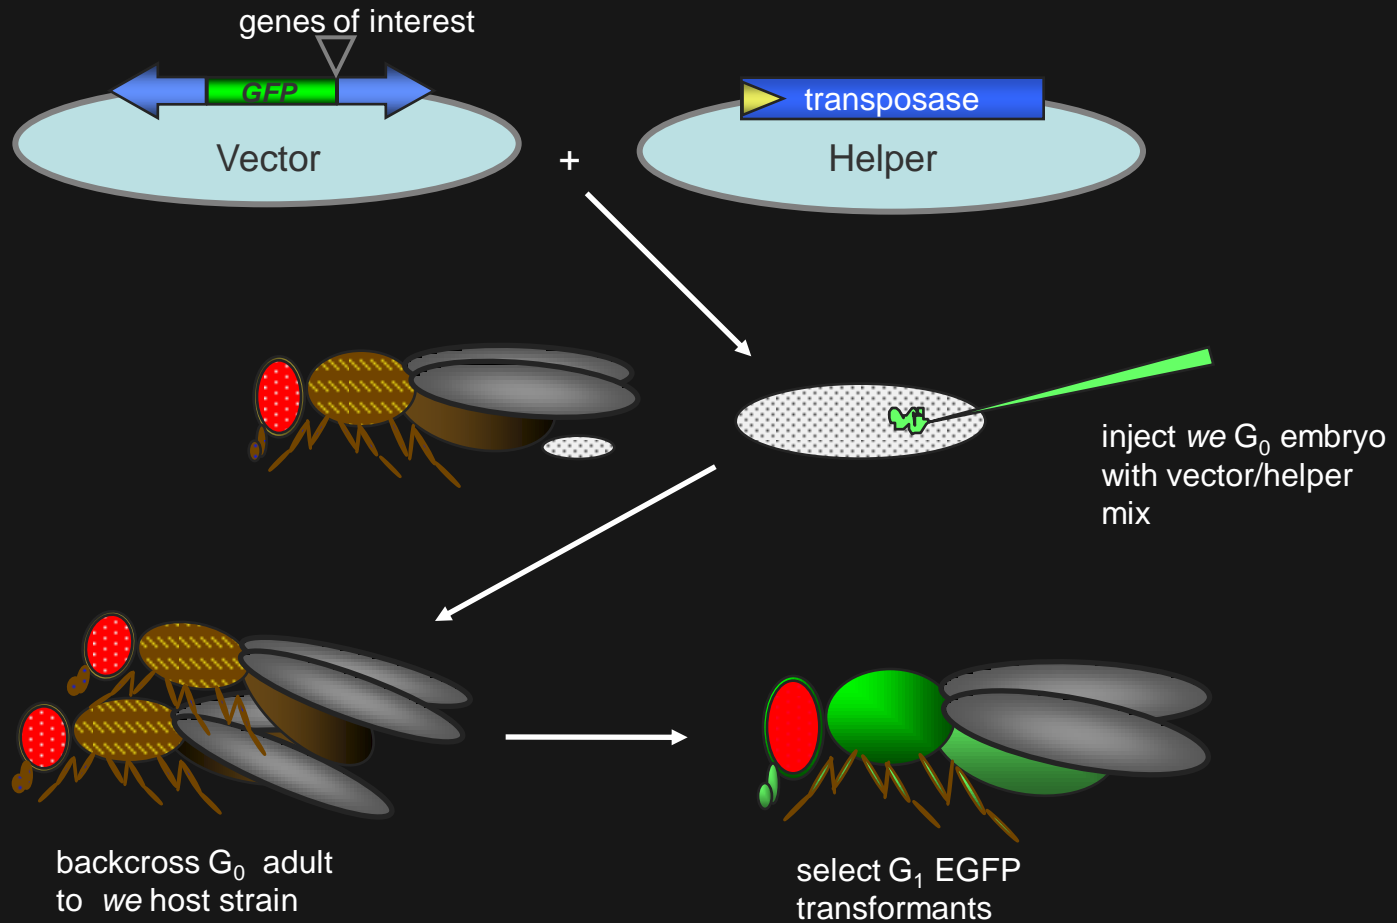 genes of interest
GFP
transposase
Vector
+
Helper
inject we G₀ embryo
with vector/helper
mix
backcross G₀ adult
to we host strain
select G₁ EGFP
transformants